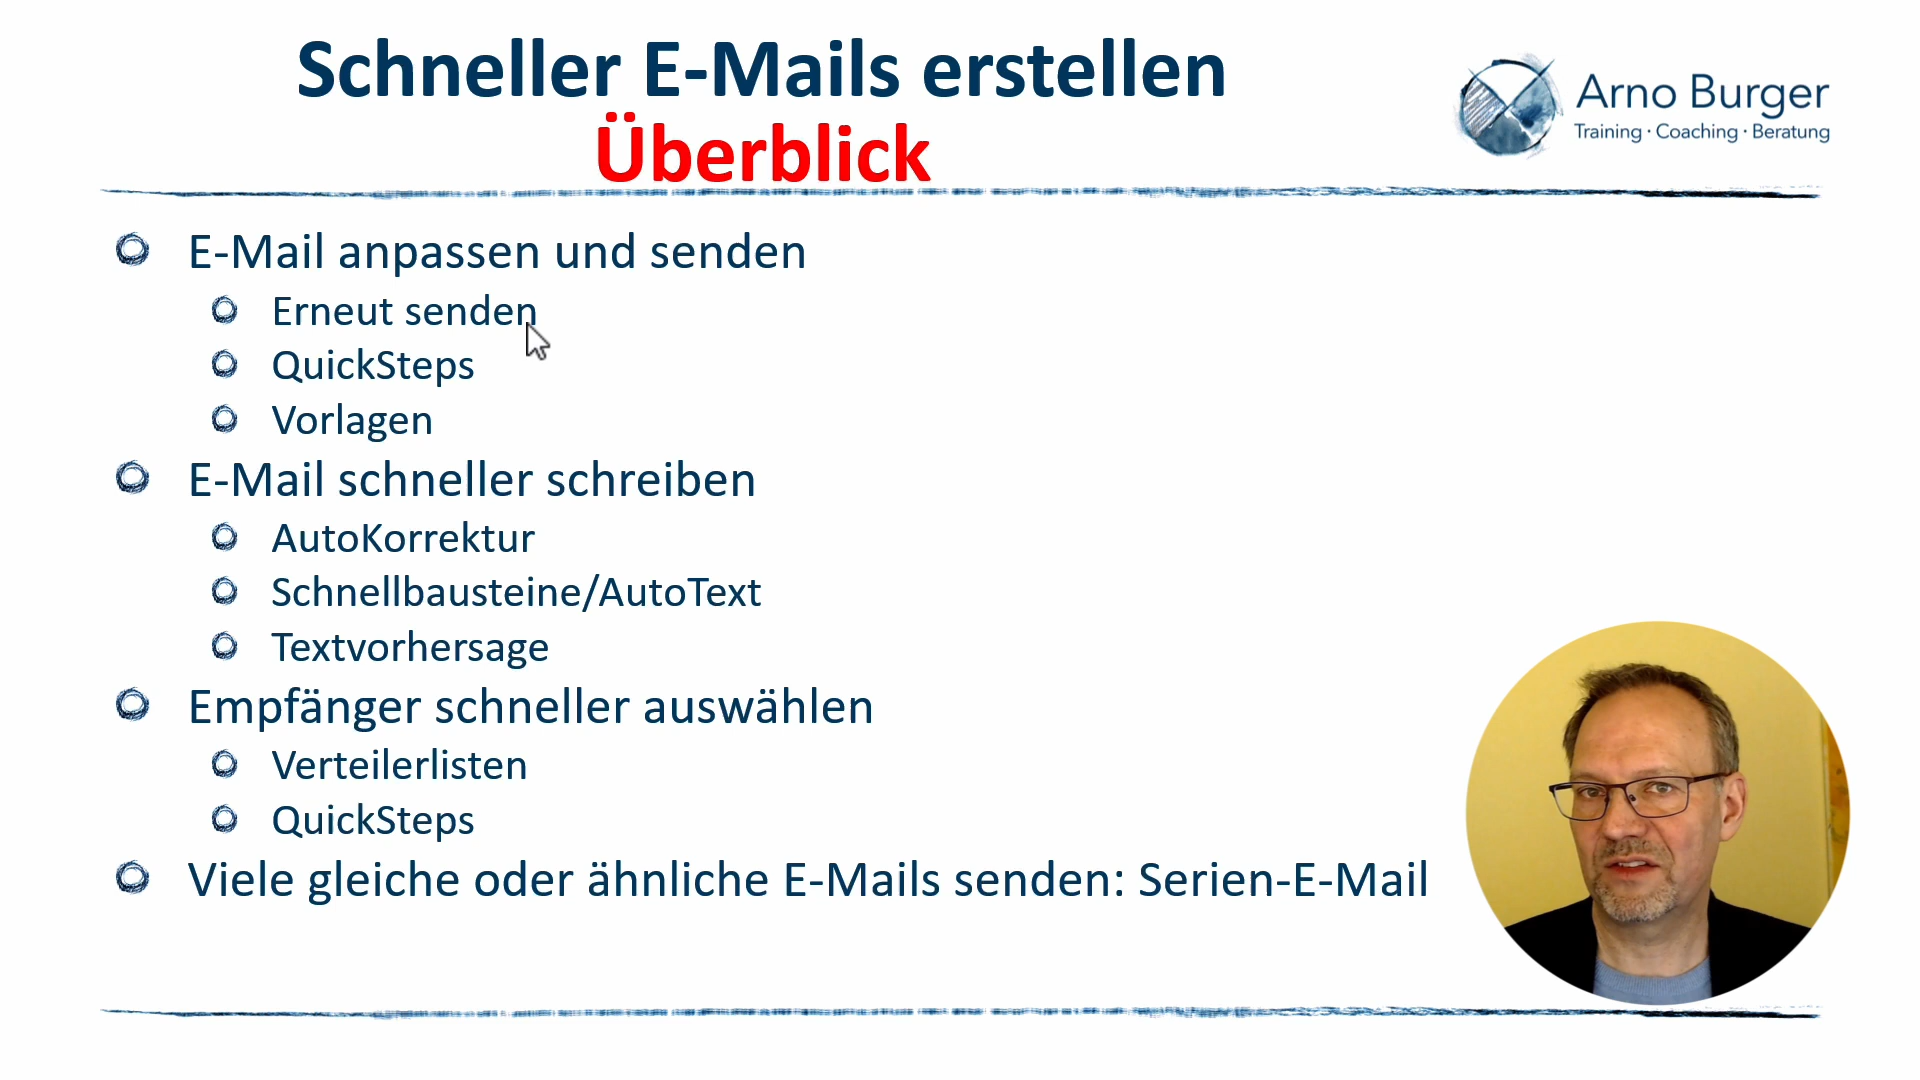 Schneller E-Mails erstellen
Überblick
Arno Burger
Training · Coaching · Beratung
E-Mail anpassen und senden
Erneut senden
QuickSteps
Vorlagen
E-Mail schneller schreiben
AutoKorrektur
Schnellbausteine/AutoText
Textvorhersage
Empfänger schneller auswählen
Verteilerlisten
QuickSteps
Viele gleiche oder ähnliche E-Mails senden: Serien-E-Mail